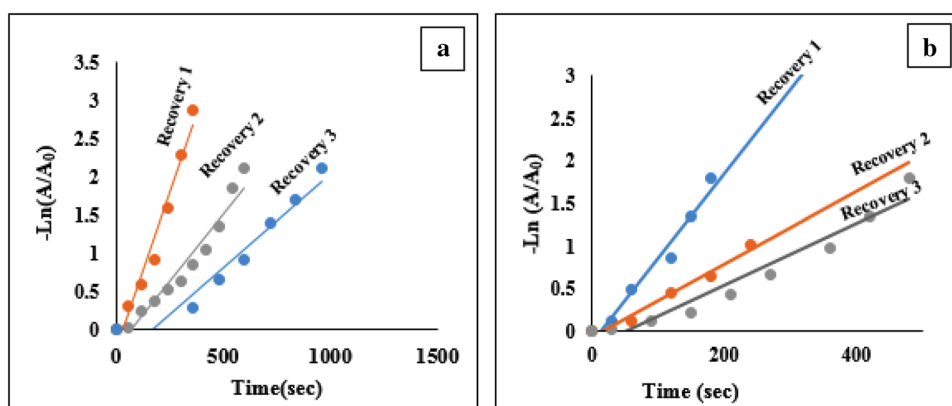 a
3.5
3
2.5
2
1.5
1
0.5
0
0
500
1000
1500
-Ln(A/A0)
Time(sec)
Recovery 1
Recovery 2
Recovery 3
b
3
2.5
2
1.5
1
0.5
0
0
200
400
-Ln (A/A0)
Time (sec)
Recovery 1
Recovery 2
Recovery 3